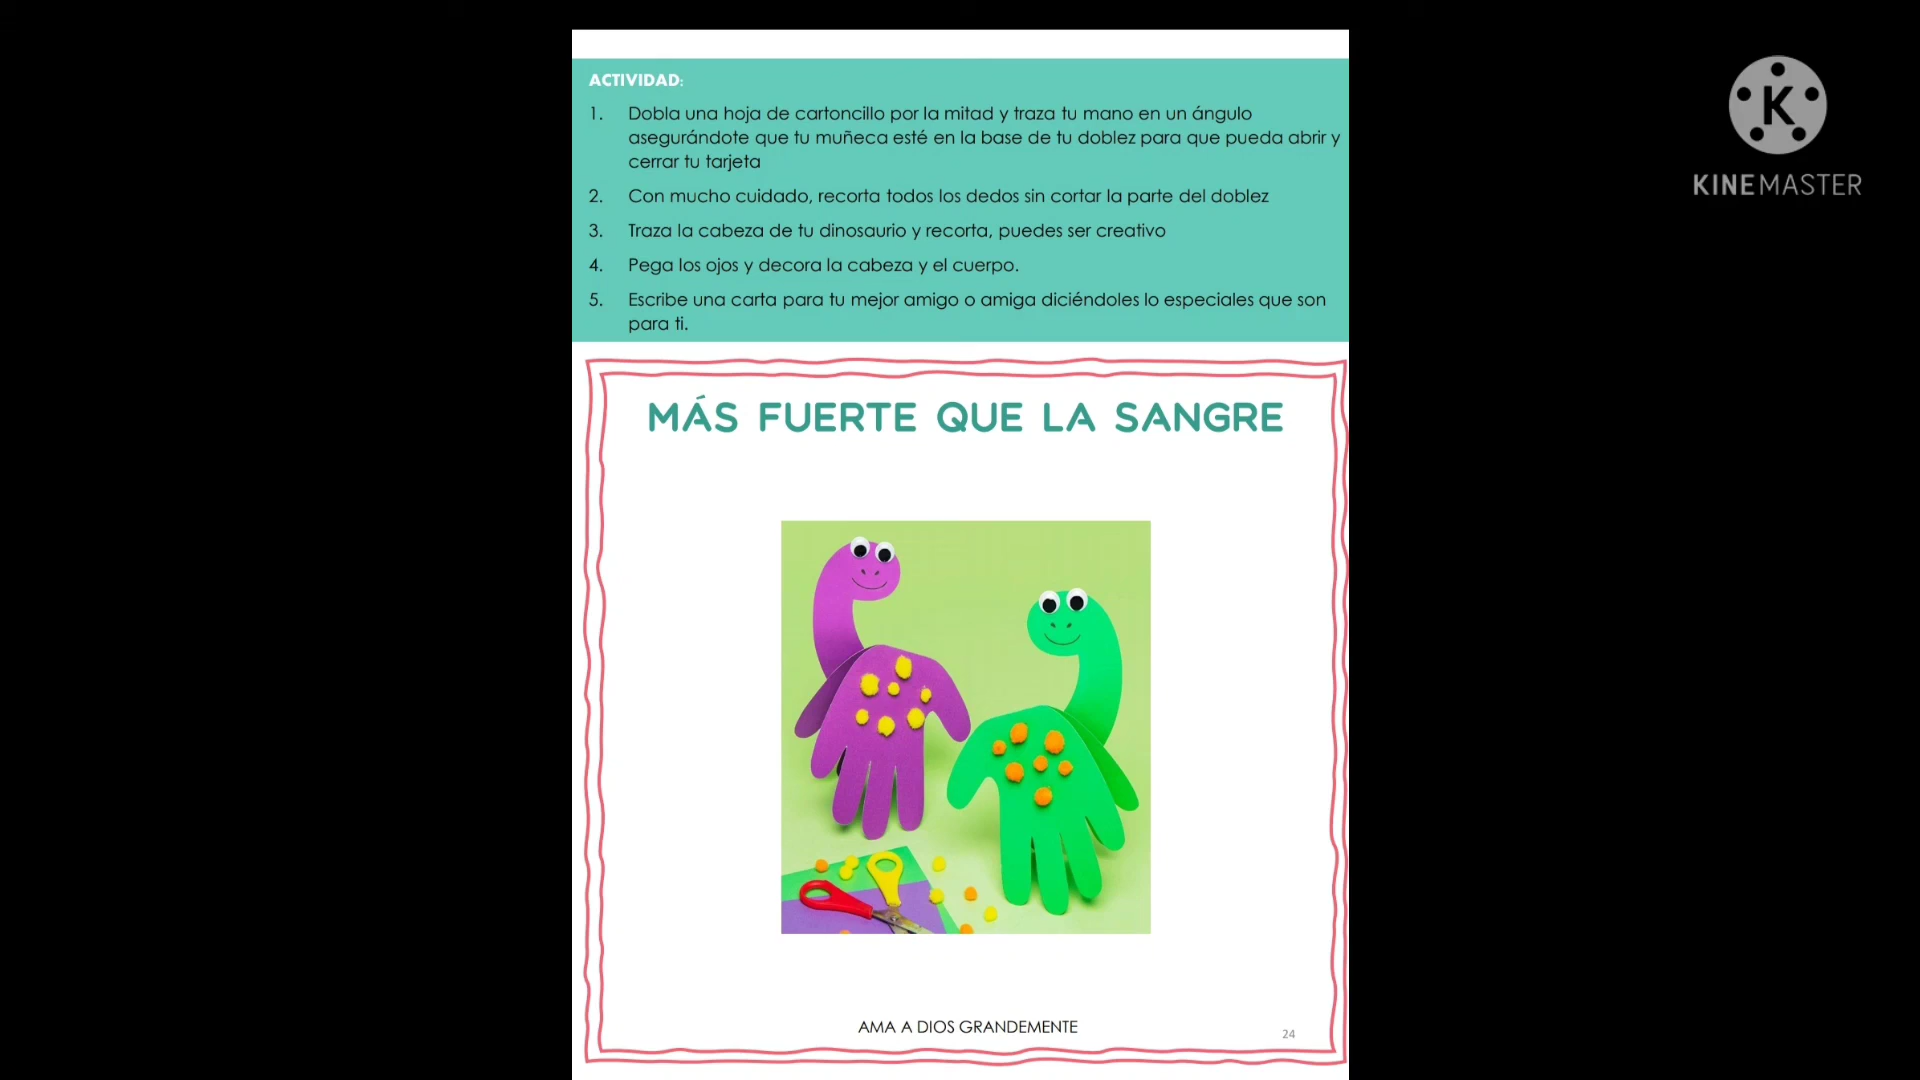 ACTIVIDAD:
1. Dobla una hoja de cartoncillo por la mitad y traza tu mano en un ángulo
asegurándote que tu muñeca esté en la base de tu doblez para que pueda abrir y
cerrar tu tarjeta
2. Con mucho cuidado, recorta todos los dedos sin cortar la parte del doblez
3. Traza la cabeza de tu dinosaurio y recorta, puedes ser creativo
4. Pega los ojos y decora la cabeza y el cuerpo.
5. Escribe una carta para tu mejor amigo o amiga diciéndoles lo especiales que son
para ti.
MÁS FUERTE QUE LA SANGRE
AMA A DIOS GRANDEMENTE
24
K
KINEMASTER